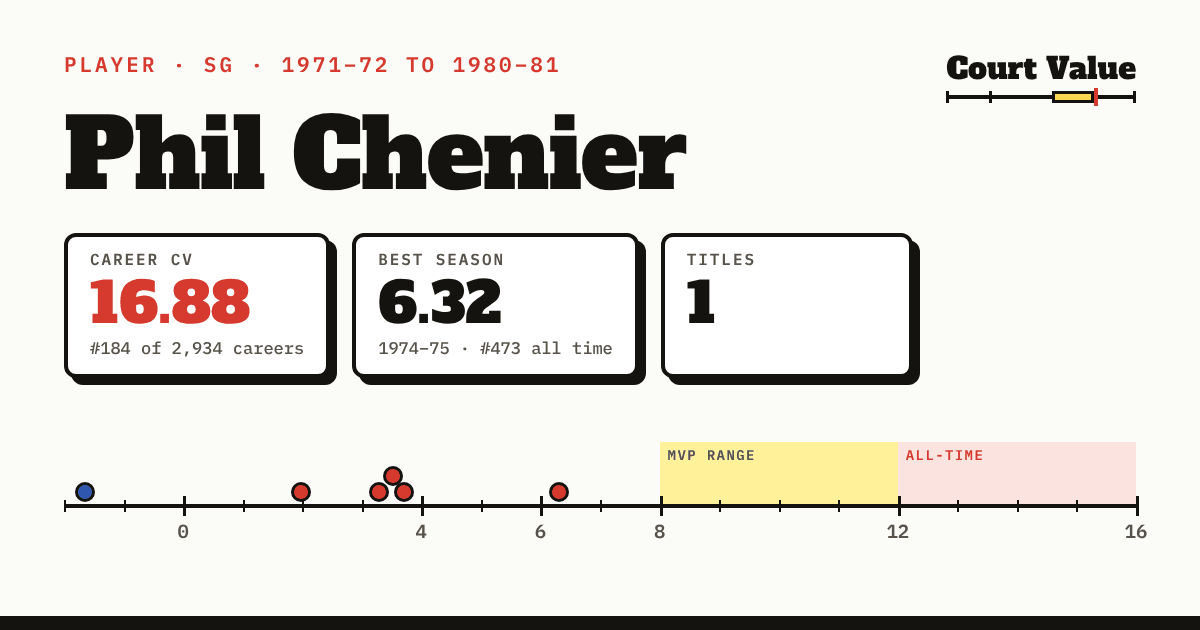 PLAYER · SG · 1971–72 TO 1980–81
Court Value
Phil Chenier
CAREER CV
16.88
#184 of 2,934 careers
BEST SEASON
6.32
1974–75 · #473 all time
TITLES
1
MVP RANGE
ALL-TIME
0 4 6 8 12 16